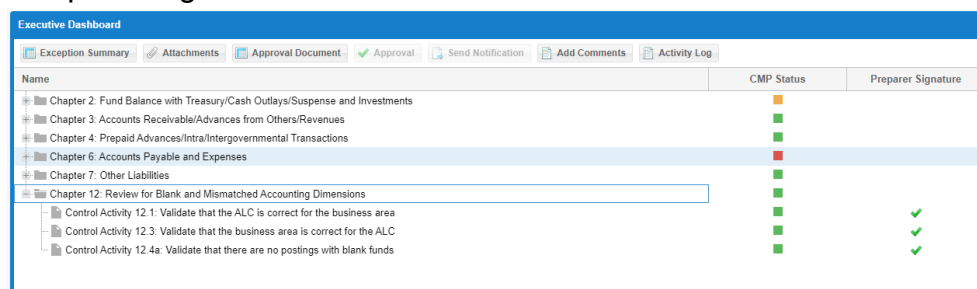 Executive Dashboard
Exception Summary Attachments Approval Document Approval Send Notification Add Comments Activity Log
Name CMP Status Preparer Signature
Chapter 2: Fund Balance with Treasury/Cash Outlays/Suspense and Investments
Chapter 3: Accounts Receivable/Advances from Others/Revenues
Chapter 4: Prepaid Advances/Intra/Intergovernmental Transactions
Chapter 6: Accounts Payable and Expenses
Chapter 7: Other Liabilities
Chapter 12: Review for Blank and Mismatched Accounting Dimensions
Control Activity 12.1: Validate that the ALC is correct for the business area
Control Activity 12.3: Validate that the business area is correct for the ALC
Control Activity 12.4a: Validate that there are no postings with blank funds